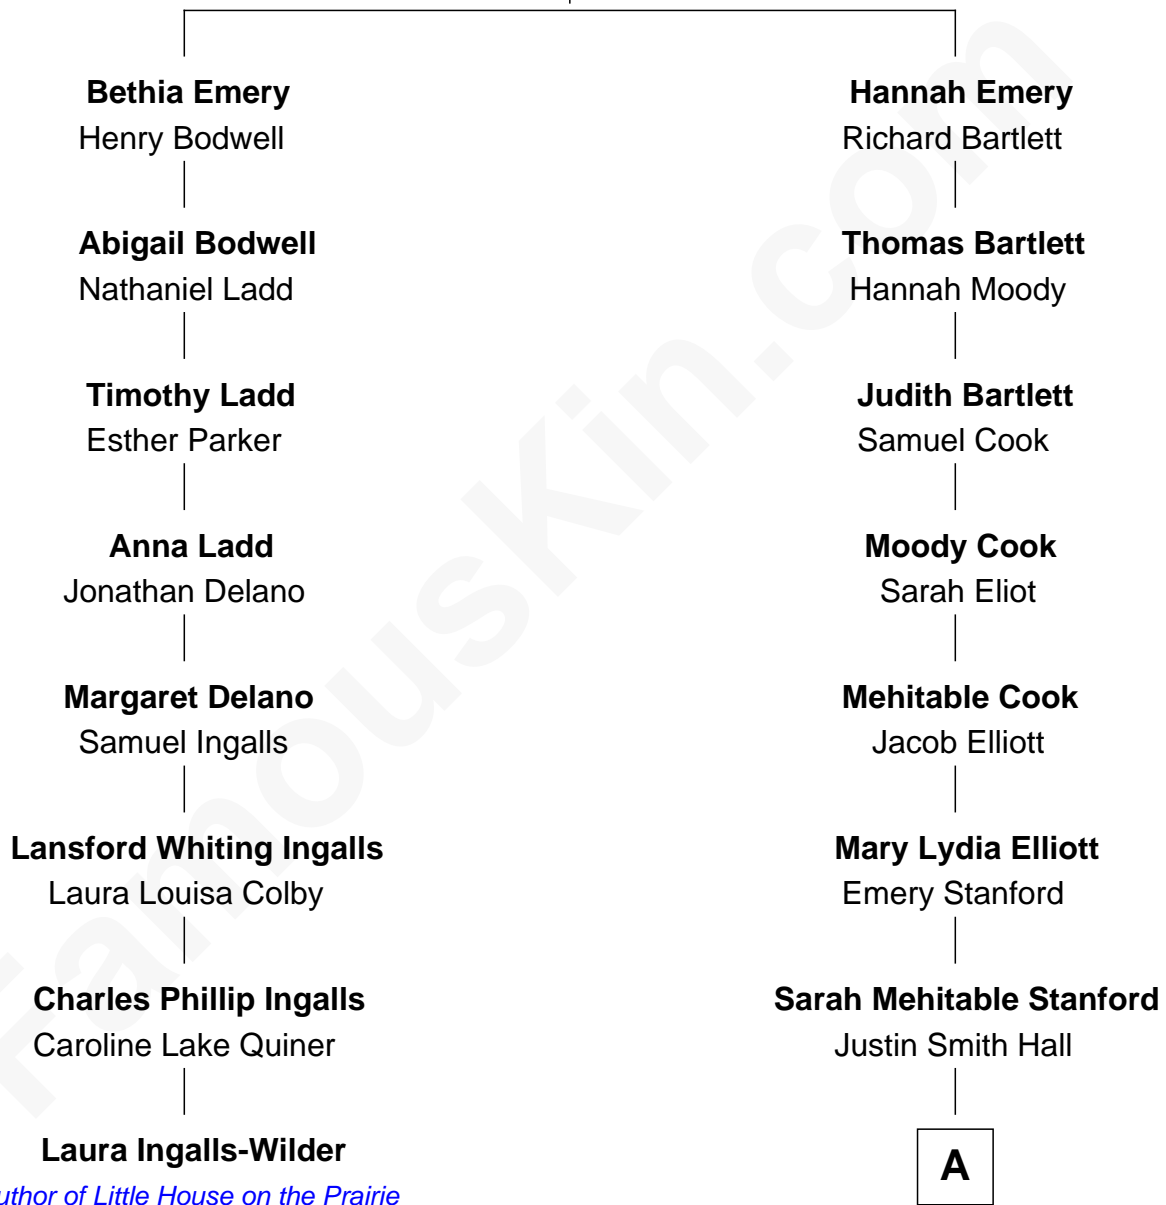 Bethia Emery
Henry Bodwell
Abigail Bodwell
Nathaniel Ladd
Timothy Ladd
Esther Parker
Anna Ladd
Jonathan Delano
Margaret Delano
Samuel Ingalls
Lansford Whiting Ingalls
Laura Louisa Colby
Charles Phillip Ingalls
Caroline Lake Quiner
Laura Ingalls-Wilder
uthor of Little House on the Prairie
Hannah Emery
Richard Bartlett
Thomas Bartlett
Hannah Moody
Judith Bartlett
Samuel Cook
Moody Cook
Sarah Eliot
Mehitable Cook
Jacob Elliott
Mary Lydia Elliott
Emery Stanford
Sarah Mehitable Stanford
Justin Smith Hall
A
FamousKin.com